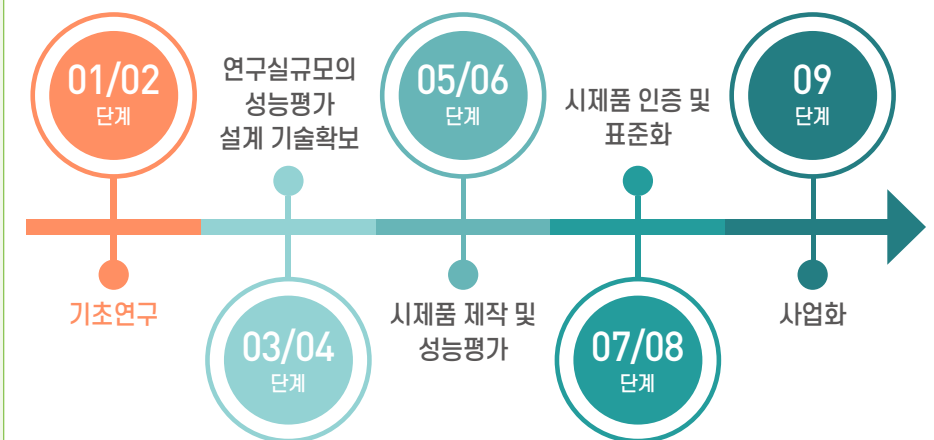 01/02
단계
기초연구
연구실규모의
성능평가
설계 기술확보
03/04
단계
05/06
단계
시제품 제작 및
성능평가
시제품 인증 및
표준화
07/08
단계
09
단계
사업화